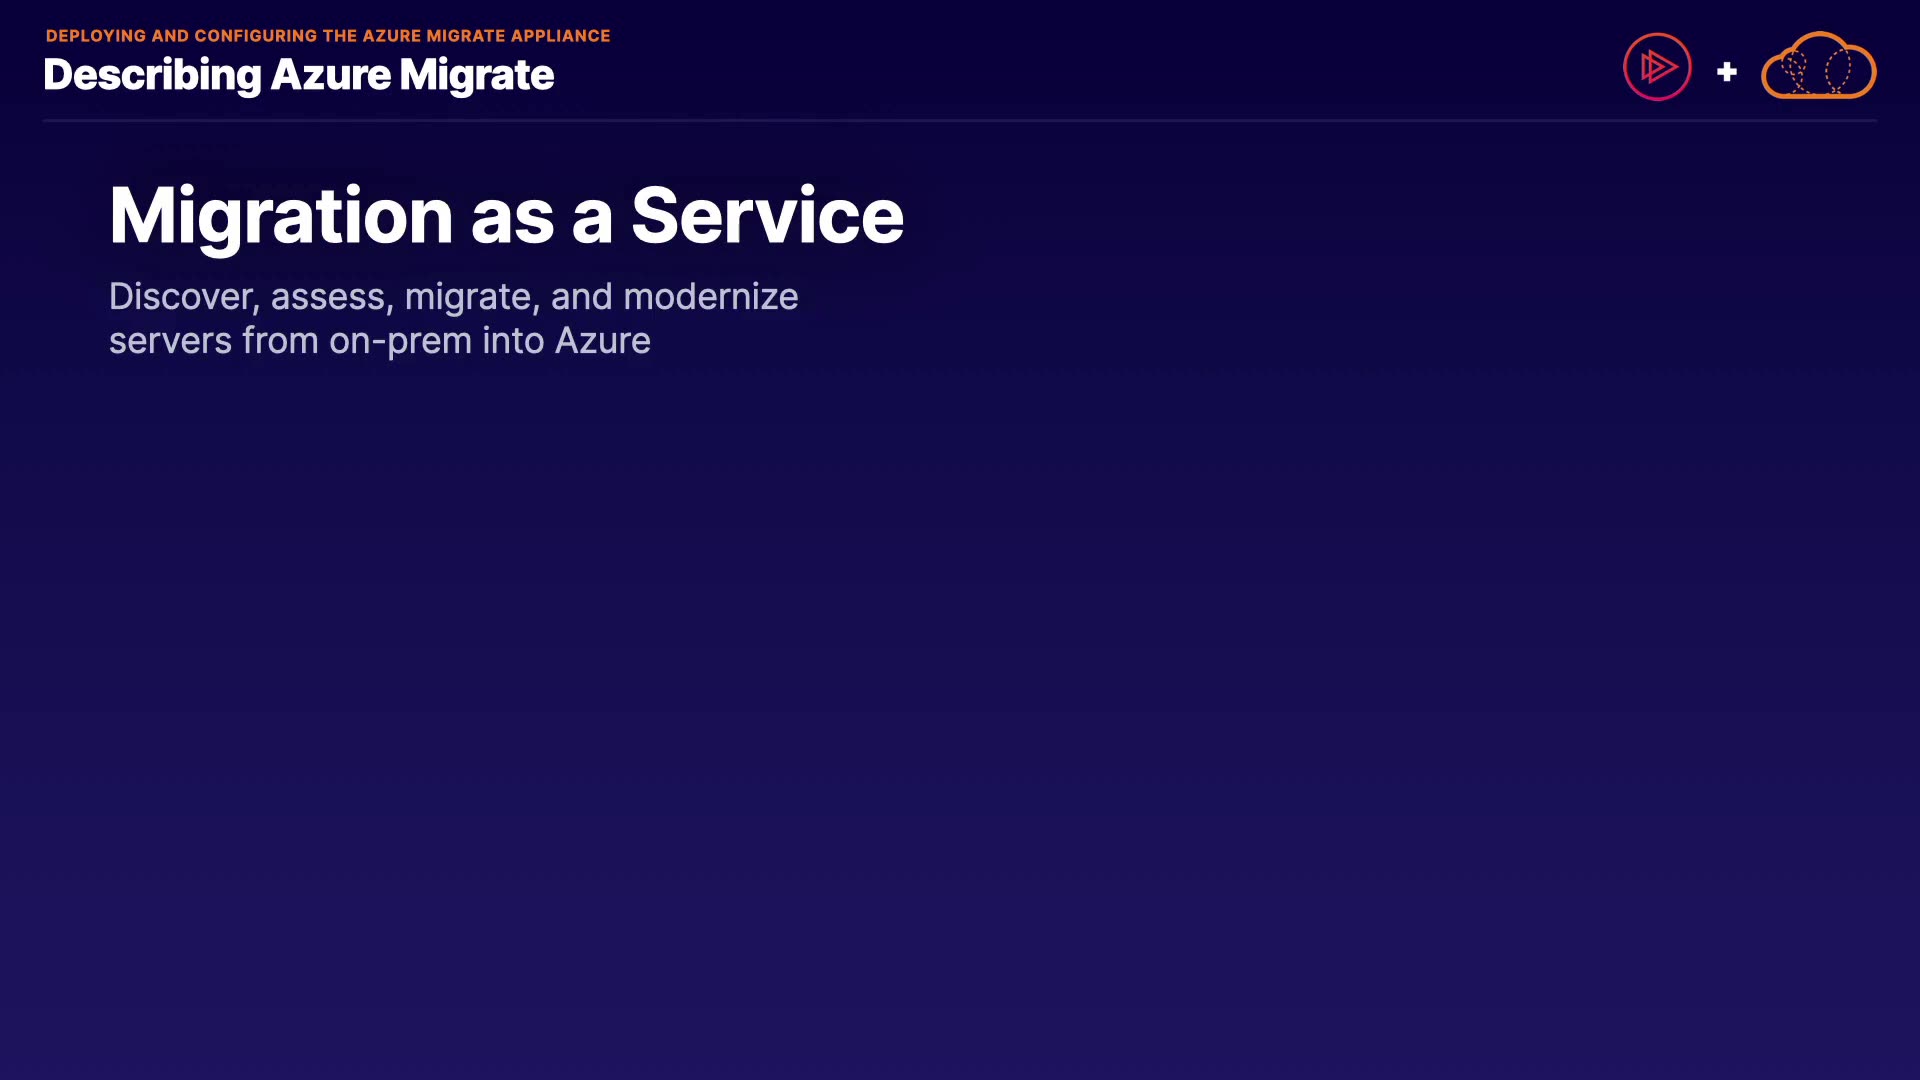 DEPLOYING AND CONFIGURING THE AZURE MIGRATE APPLIANCE
Describing Azure Migrate
Migration as a Service
Discover, assess, migrate, and modernize
servers from on-prem into Azure